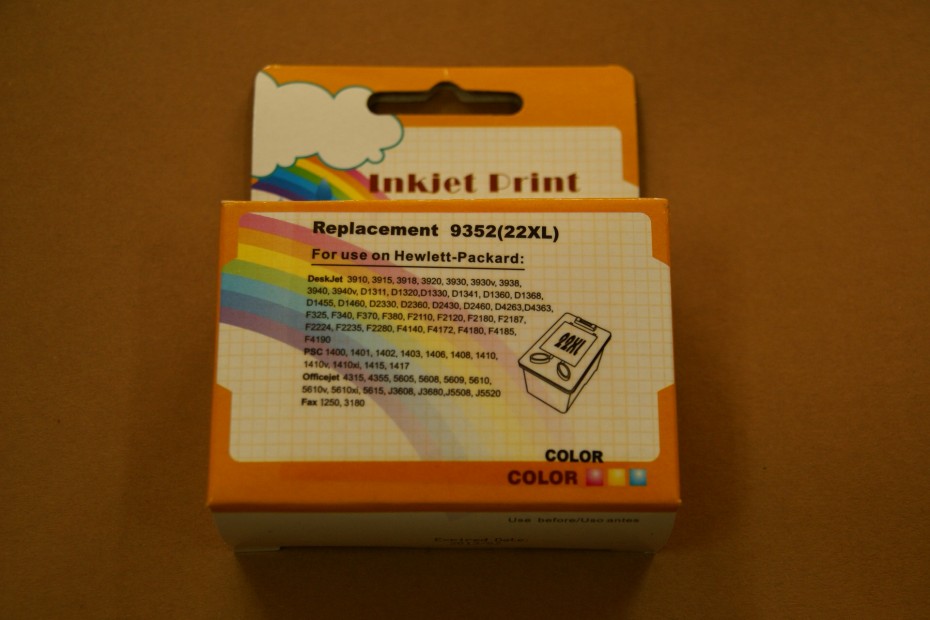 Inkjet Print
Replacement 9352(22XL)
For use on Hewlett-Packard:
DeskJet 3910, 3915, 3918, 3920, 3930, 3930v, 3938,
3940, 3940v, D1311, D1320,D1330, D1341, D1360, D1368,
D1455, D1460, D2330, D2360, D2430, D2460, D4263,D4363,
F325, F340, F370, F380, F2110, F2120, F2180, F2187,
F2224, F2235, F2280, F4140, F4172, F4180, F4185,
F4190
PSC 1400, 1401, 1402, 1403, 1406, 1408, 1410,
1410v, 1410xi, 1415, 1417
Officejet 4315, 4355, 5605, 5608, 5609, 5610,
5610v, 5610xi, 5615, J3608, J3680,J5508, J5520
Fax 1250, 3180
COLOR
COLOR
Use before/Uso antes